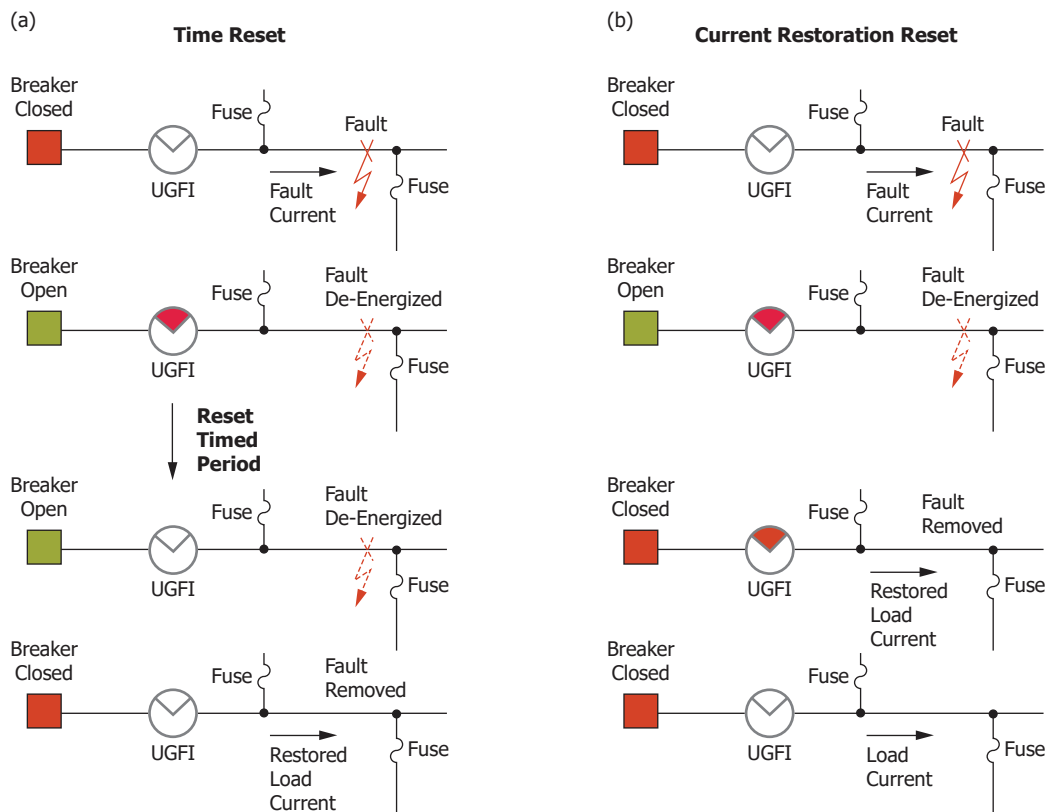 (a)
Time Reset
Breaker
Closed
Fuse
Fault
UGFI
Fault
Current
Fuse
Breaker
Open
Fuse
Fault
De-Energized
UGFI
Fuse
Reset
Timed
Period
Breaker
Open
Fuse
Fault
De-Energized
UGFI
Fuse
Breaker
Closed
Fuse
Fault
Removed
UGFI
Restored
Load
Current
Fuse
(b)
Current Restoration Reset
Breaker
Closed
Fuse
Fault
UGFI
Fault
Current
Fuse
Breaker
Open
Fuse
Fault
De-Energized
UGFI
Fuse
Breaker
Closed
Fuse
Fault
Removed
UGFI
Restored
Load
Current
Fuse
Breaker
Closed
Fuse
UGFI
Load
Current
Fuse